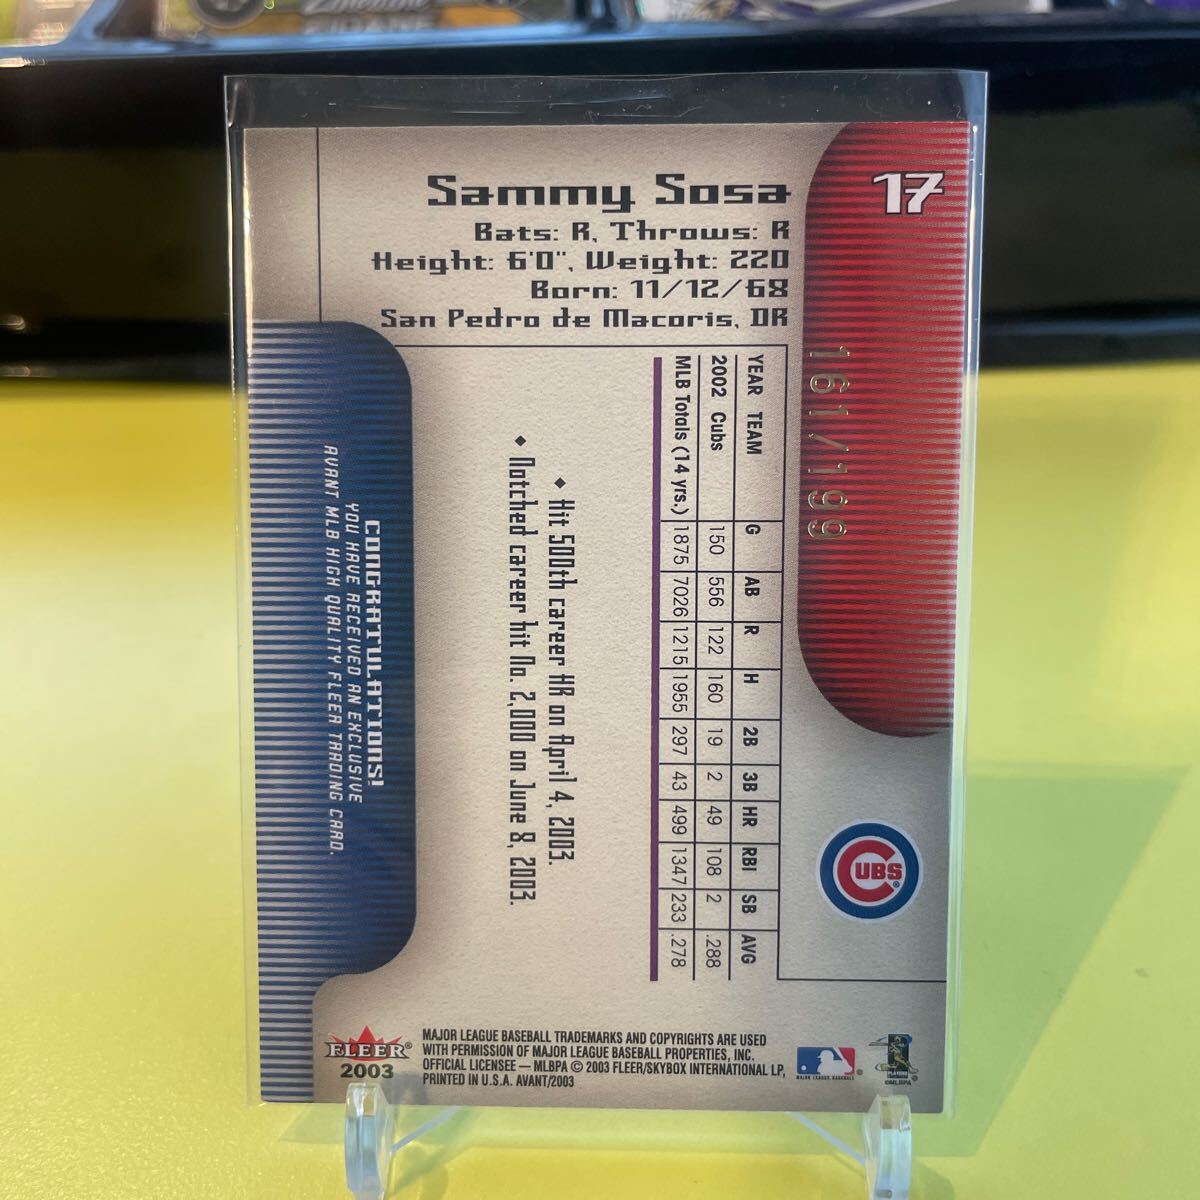 17
Sammy Sosa
Bats: R, Throws: R
Height: 6'0", Weight: 220
Born: 11/12/68
San Pedro de Macoris, DR
161/199
YEAR TEAM G AB R H 2B 3B HR RBI SB AVG
2002 Cubs 150 556 122 160 19 2 49 108 2 .288
MLB Totals (14 yrs.) 1875 7026 1215 1955 297 43 499 1347 233 .278
◆ Hit 500th career HR on April 4, 2003.
◆ Notched career hit No. 2,000 on June 8, 2003.
CONGRATULATIONS!
YOU HAVE RECEIVED AN EXCLUSIVE
AVANT MLB HIGH QUALITY FLEER TRADING CARD.
CUBS®
FLEER®
2003
MAJOR LEAGUE BASEBALL TRADEMARKS AND COPYRIGHTS ARE USED
WITH PERMISSION OF MAJOR LEAGUE BASEBALL PROPERTIES, INC.
OFFICIAL LICENSEE — MLBPA © 2003 FLEER/SKYBOX INTERNATIONAL LP,
PRINTED IN U.S.A. AVANT/2003
MAJOR LEAGUE BASEBALL
PLAYERS
©MLBPA